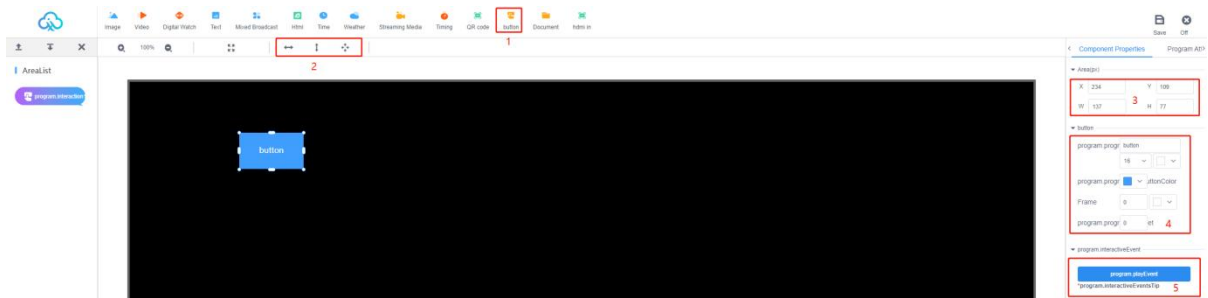 Image Video Digital Watch Text Mixed Broadcast Html Time Weather Streaming Media Timing QR code button Document hdmi in
Save Off
1
100%
2
Component Properties Program Att
AreaList
program.interaction
Area(px)
X 234 Y 108
W 137 H 77
3
button
button
program.progr button
16
program.progr uttonColor
Frame 0
program.progr 0 et
4
program.interactiveEvent
program.playEvent
*program.interactiveEventsTip
5